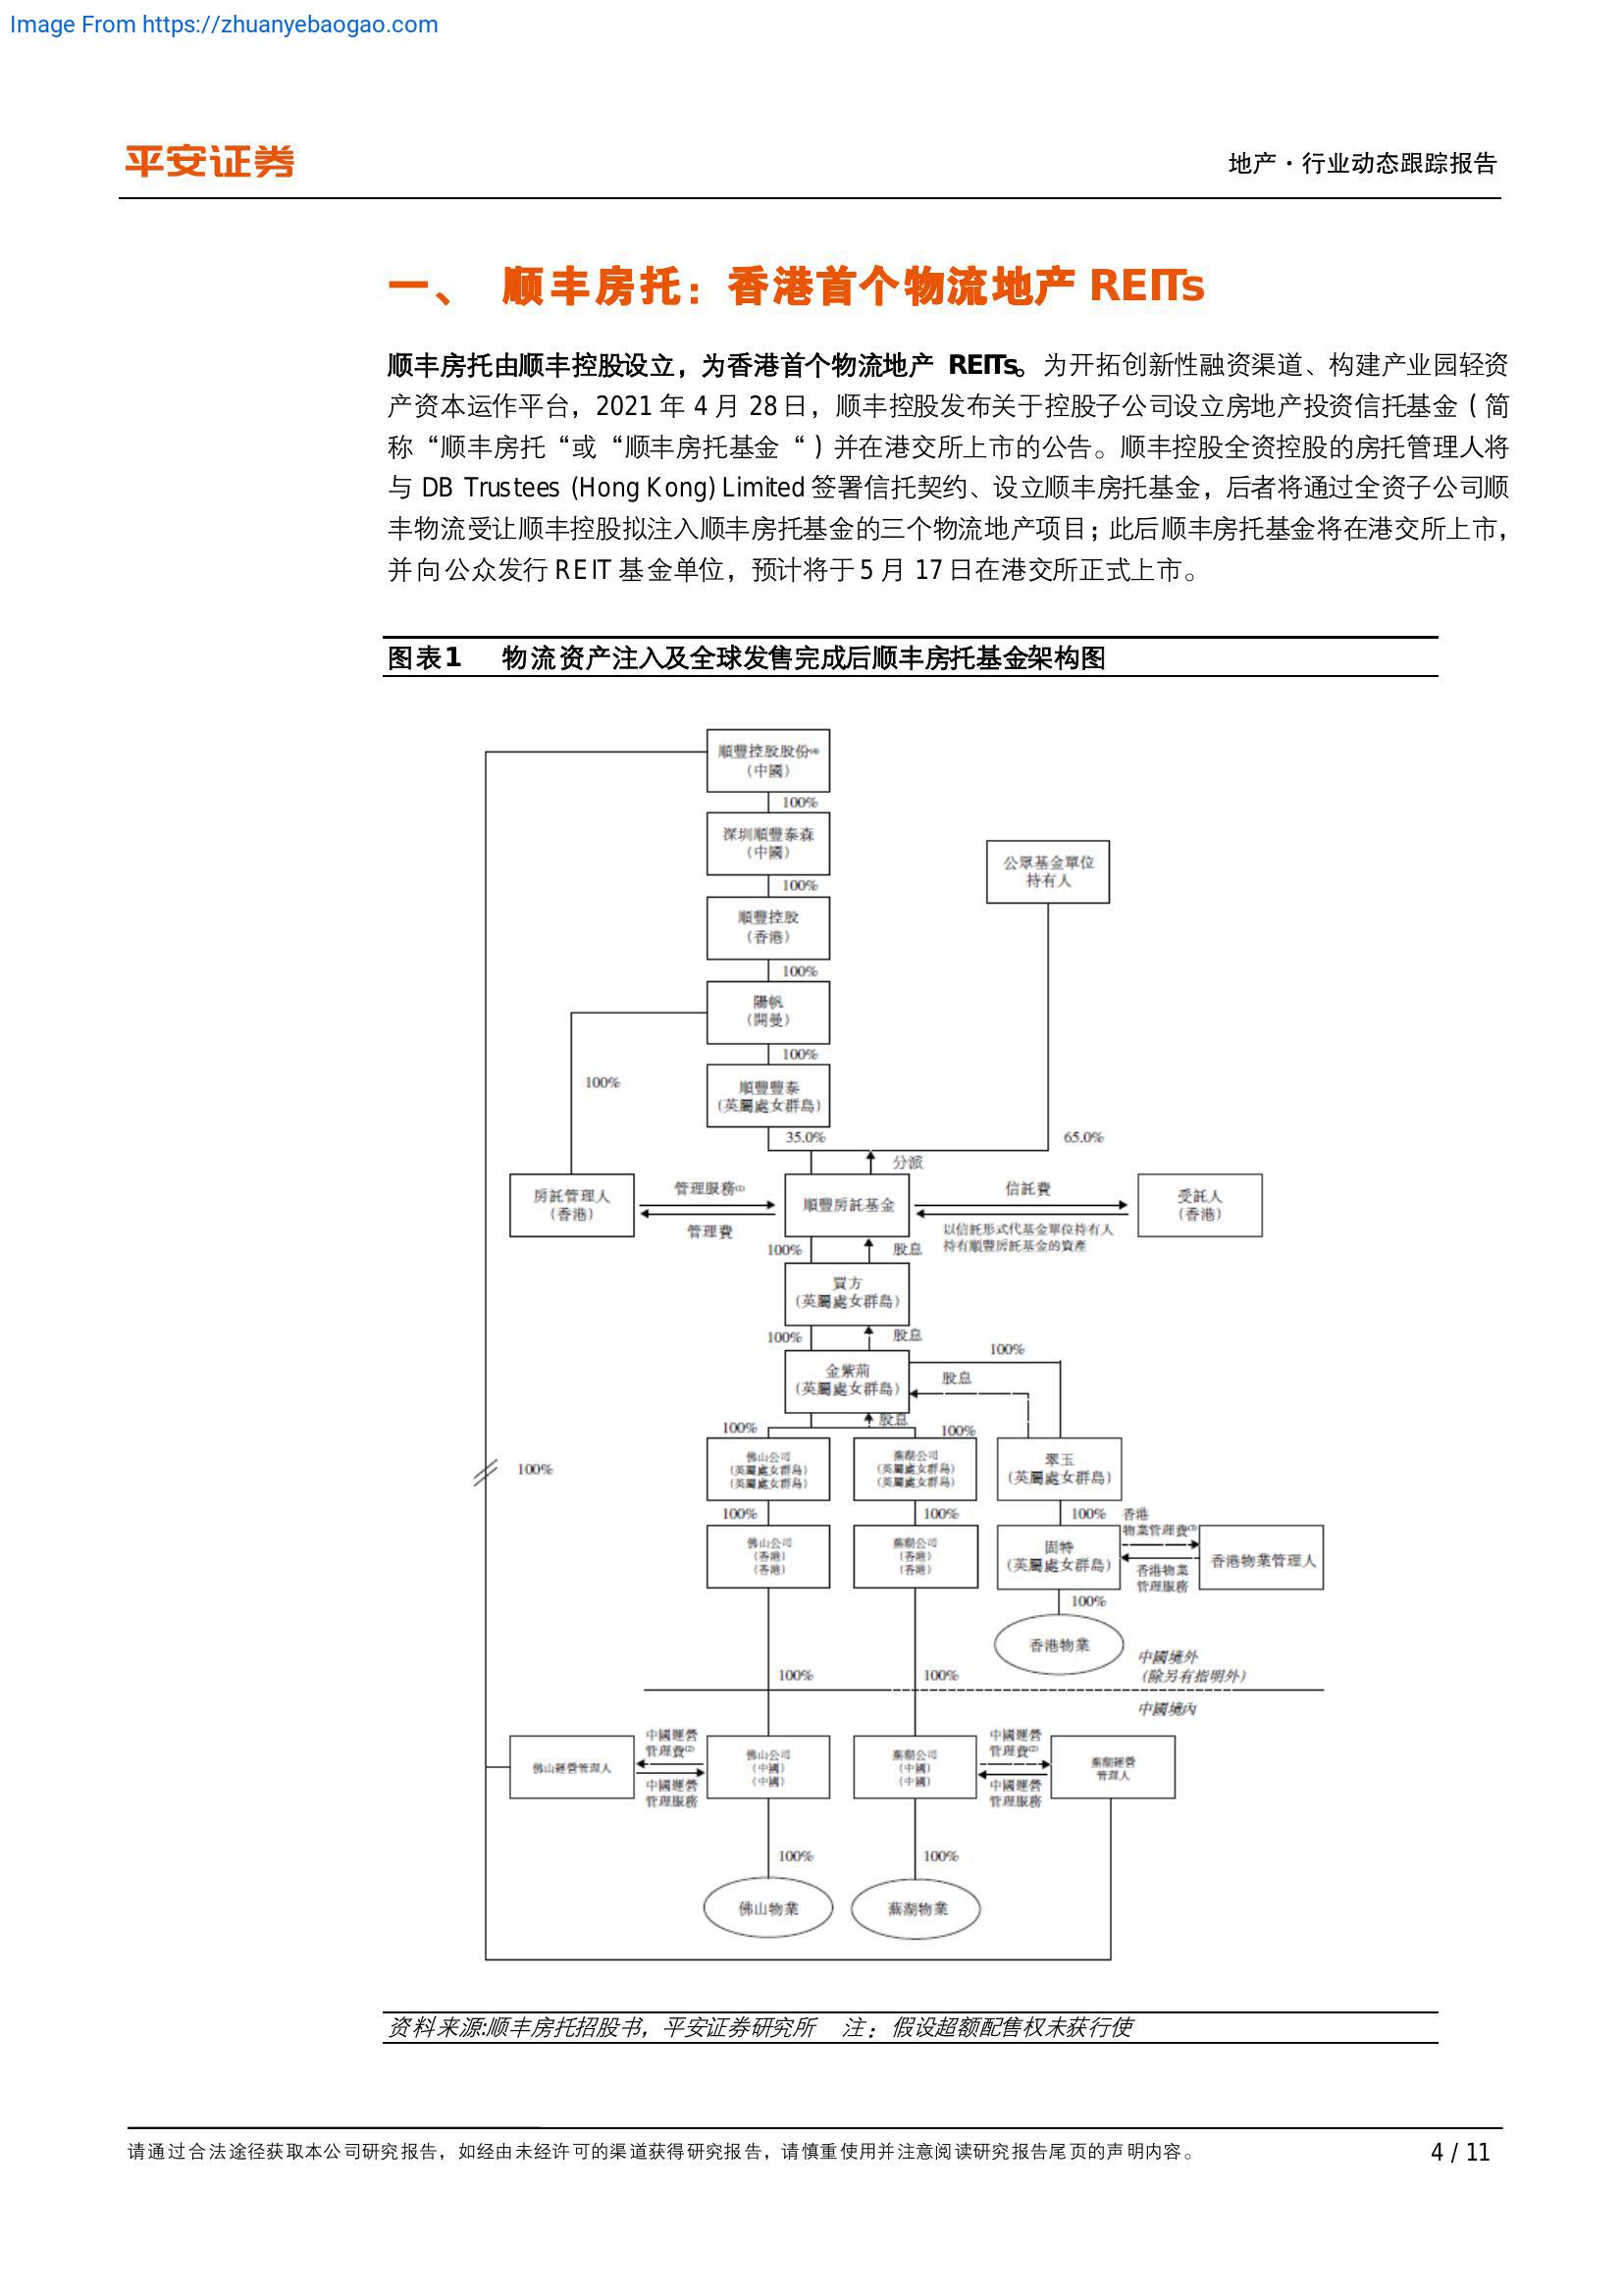 Image From https://zhuanyebaogao.com
平安证券
地产·行业动态跟踪报告
一、 顺丰房托：香港首个物流地产 REITs
顺丰房托由顺丰控股设立，为香港首个物流地产 REITs。为开拓创新性融资渠道、构建产业园轻资
产资本运作平台，2021 年 4 月 28 日，顺丰控股发布关于控股子公司设立房地产投资信托基金（简
称“顺丰房托“或“顺丰房托基金“）并在港交所上市的公告。顺丰控股全资控股的房托管理人将
与 DB Trustees (Hong Kong) Limited 签署信托契约、设立顺丰房托基金，后者将通过全资子公司顺
丰物流受让顺丰控股拟注入顺丰房托基金的三个物流地产项目；此后顺丰房托基金将在港交所上市，
并向公众发行 REIT 基金单位，预计将于 5 月 17 日在港交所正式上市。
图表1 物流资产注入及全球发售完成后顺丰房托基金架构图
順豐控股股份
（中國）
100%
深圳順豐泰森
（中國）
公眾基金單位
持有人
100%
順豐控股
（香港）
100%
陽帆
（開曼）
100%
100%
順豐豐泰
（英屬處女群島）
35.0%
65.0%
分派
房託管理人
（香港）
管理服務(1)
管理費
順豐房託基金
信託費
以信託形式代基金單位持有人
持有順豐房託基金的資產
受託人
（香港）
100%
股息
買方
（英屬處女群島）
100%
股息
100%
金紫荊
（英屬處女群島）
股息
股息
100%
100%
佛山公司
（英屬處女群島）
（英屬處女群島）
蕪湖公司
（英屬處女群島）
（英屬處女群島）
翠玉
（英屬處女群島）
100%
100%
100%
100%
香港
物業管理費(3)
佛山公司
（香港）
（香港）
蕪湖公司
（香港）
（香港）
固特
（英屬處女群島）
香港物業
管理服務
香港物業管理人
100%
香港物業
中國境外
（除另有指明外）
100%
100%
中國境內
佛山運營管理人
中國運營
管理費(2)
中國運營
管理服務
佛山公司
（中國）
（中國）
蕪湖公司
（中國）
（中國）
中國運營
管理費(2)
中國運營
管理服務
蕪湖運營
管理人
100%
100%
佛山物業
蕪湖物業
资料来源:顺丰房托招股书，平安证券研究所 注：假设超额配售权未获行使
请通过合法途径获取本公司研究报告，如经由未经许可的渠道获得研究报告，请慎重使用并注意阅读研究报告尾页的声明内容。
4 / 11